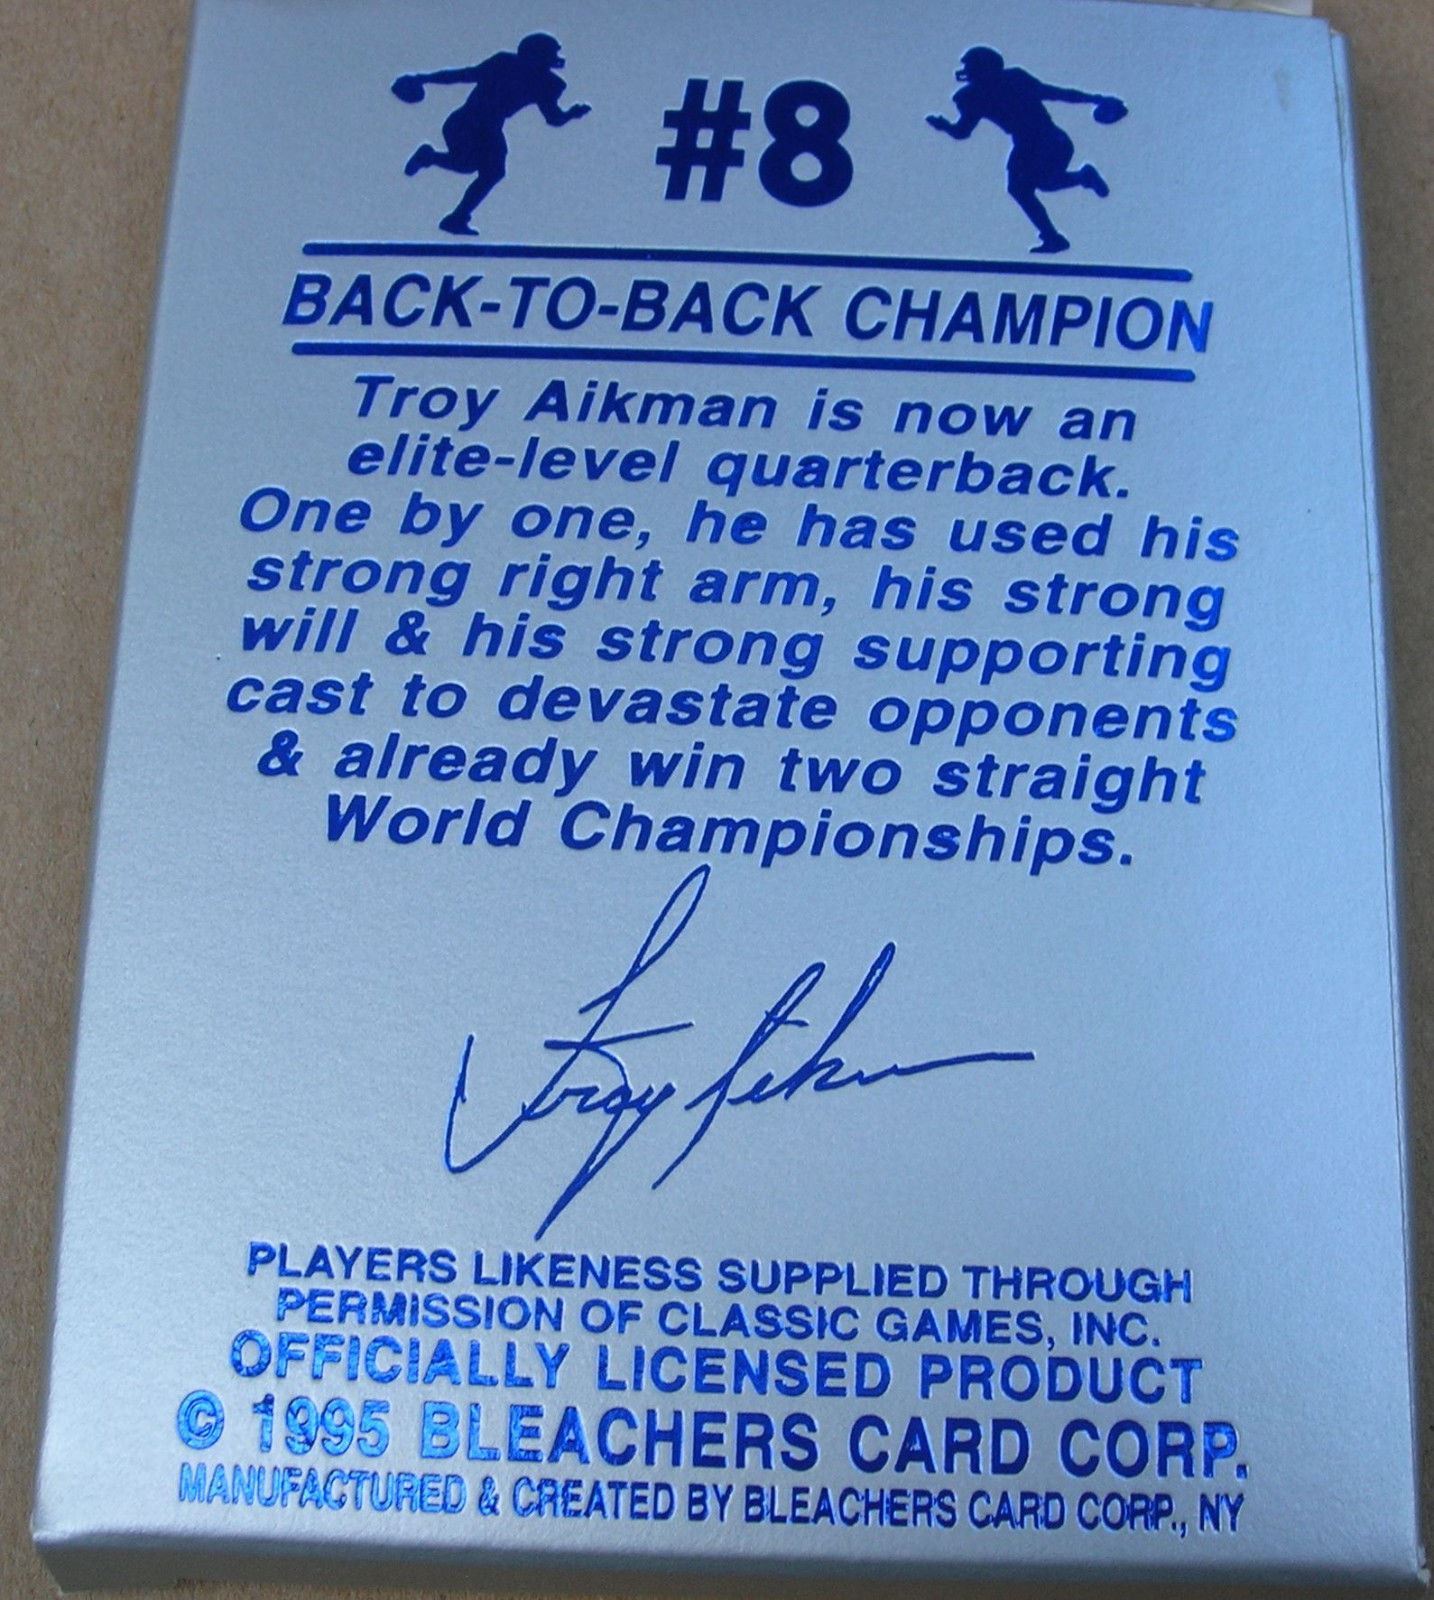 #8
BACK-TO-BACK CHAMPION
Troy Aikman is now an
elite-level quarterback.
One by one, he has used his
strong right arm, his strong
will & his strong supporting
cast to devastate opponents
& already win two straight
World Championships.
Troy Aikman
PLAYERS LIKENESS SUPPLIED THROUGH
PERMISSION OF CLASSIC GAMES, INC.
OFFICIALLY LICENSED PRODUCT
© 1995 BLEACHERS CARD CORP.
MANUFACTURED & CREATED BY BLEACHERS CARD CORP., NY